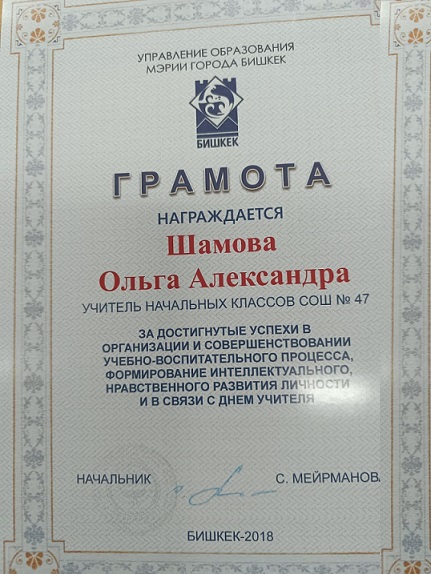 УПРАВЛЕНИЕ ОБРАЗОВАНИЯ
МЭРИИ ГОРОДА БИШКЕК
БИШКЕК
ГРАМОТА
НАГРАЖДАЕТСЯ
Шамова
Ольга Александра
УЧИТЕЛЬ НАЧАЛЬНЫХ КЛАССОВ СОШ № 47
ЗА ДОСТИГНУТЫЕ УСПЕХИ В
ОРГАНИЗАЦИИ И СОВЕРШЕНСТВОВАНИИ
УЧЕБНО-ВОСПИТАТЕЛЬНОГО ПРОЦЕССА,
ФОРМИРОВАНИЕ ИНТЕЛЛЕКТУАЛЬНОГО,
НРАВСТВЕННОГО РАЗВИТИЯ ЛИЧНОСТИ
И В СВЯЗИ С ДНЕМ УЧИТЕЛЯ
НАЧАЛЬНИК С. МЕЙРМАНОВ
БИШКЕК-2018